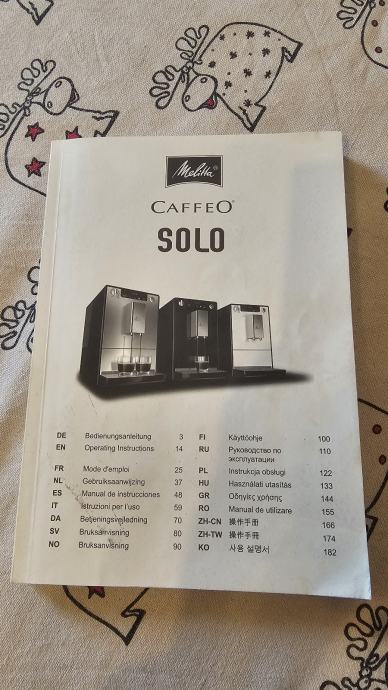 Melitta
CAFFEO
SOLO
DE Bedienungsanleitung 3
EN Operating Instructions 14
FR Mode d'emploi 25
NL Gebruiksaanwijzing 37
ES Manual de instrucciones 48
IT Istruzioni per l'uso 59
DA Betjeningsvejledning 70
SV Bruksanvisning 80
NO Bruksanvisning 90
FI Käyttöohje 100
RU Руководство по 110
эксплуатации
PL Instrukcja obsługi 122
HU Használati utasítás 133
GR Οδηγίες χρήσης 144
RO Manual de utilizare 155
ZH-CN 操作手册 166
ZH-TW 操作手冊 174
KO 사용 설명서 182